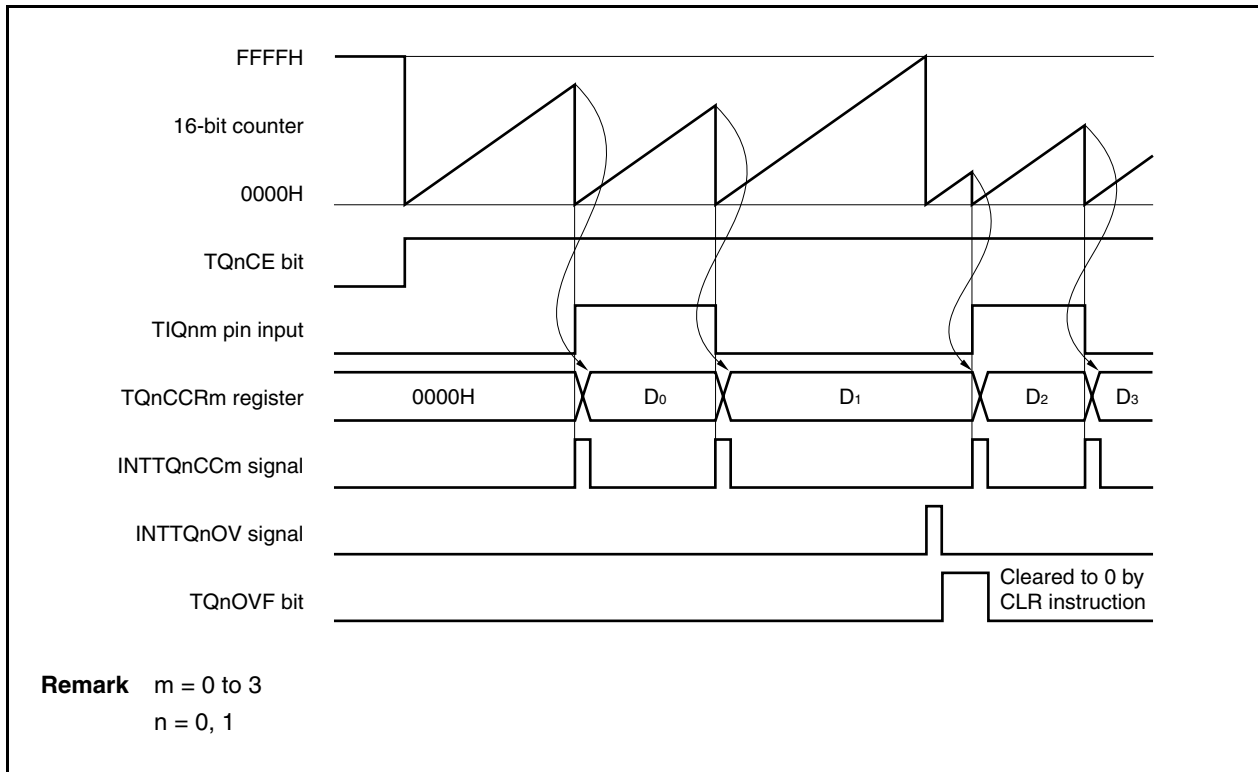 FFFFH
16-bit counter
0000H
TQnCE bit
TIQnm pin input
TQnCCRm register
0000H D0 D1 D2 D3
INTTQnCCm signal
INTTQnOV signal
TQnOVF bit
Cleared to 0 by
CLR instruction
Remark m = 0 to 3
n = 0, 1